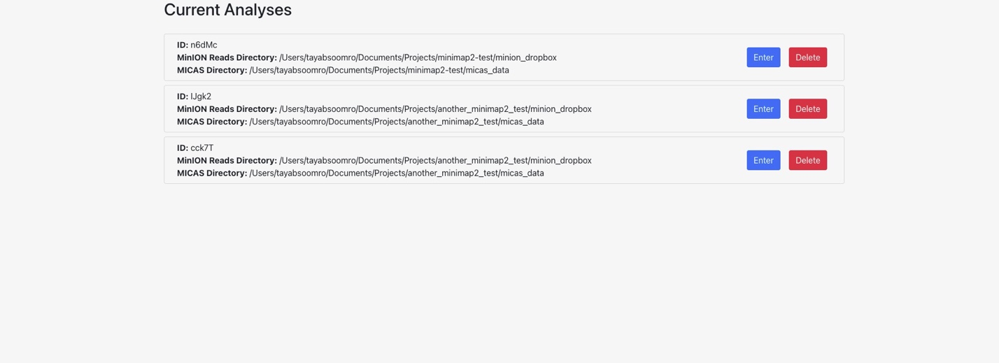 Current Analyses
ID: n6dMc
MinION Reads Directory: /Users/tayabsoomro/Documents/Projects/minimap2-test/minion_dropbox
MICAS Directory: /Users/tayabsoomro/Documents/Projects/minimap2-test/micas_data
Enter
Delete
ID: IJgk2
MinION Reads Directory: /Users/tayabsoomro/Documents/Projects/another_minimap2_test/minion_dropbox
MICAS Directory: /Users/tayabsoomro/Documents/Projects/another_minimap2_test/micas_data
Enter
Delete
ID: cck7T
MinION Reads Directory: /Users/tayabsoomro/Documents/Projects/another_minimap2_test/minion_dropbox
MICAS Directory: /Users/tayabsoomro/Documents/Projects/another_minimap2_test/micas_data
Enter
Delete